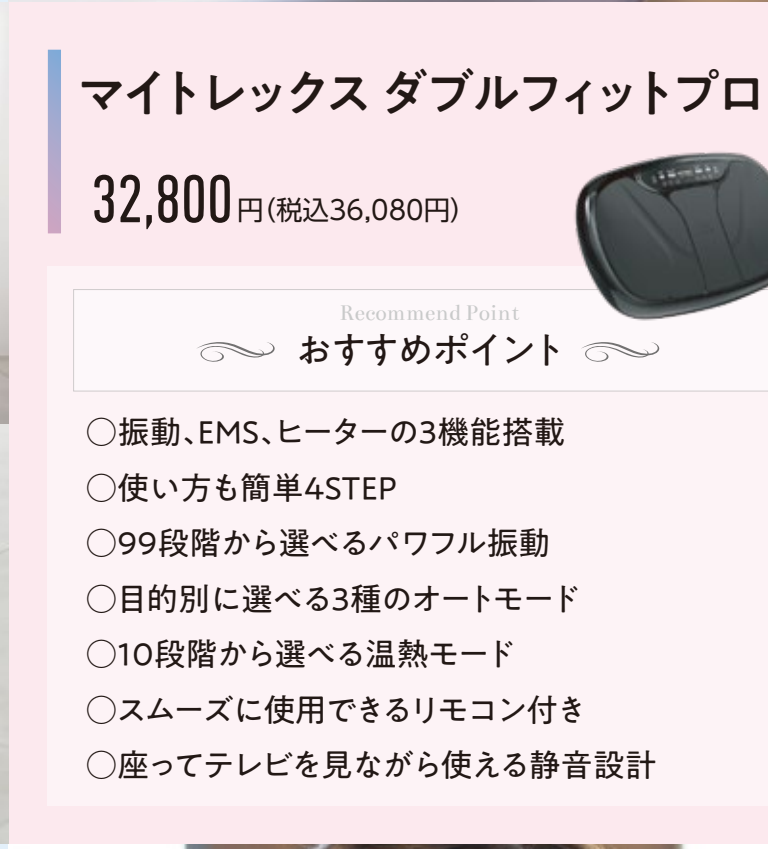 マイトレックス ダブルフィットプロ
32,800円(税込36,080円)
Recommend Point
おすすめポイント
◯振動、EMS、ヒーターの3機能搭載
◯使い方も簡単4STEP
◯99段階から選べるパワフル振動
◯目的別に選べる3種のオートモード
◯10段階から選べる温熱モード
◯スムーズに使用できるリモコン付き
◯座ってテレビを見ながら使える静音設計